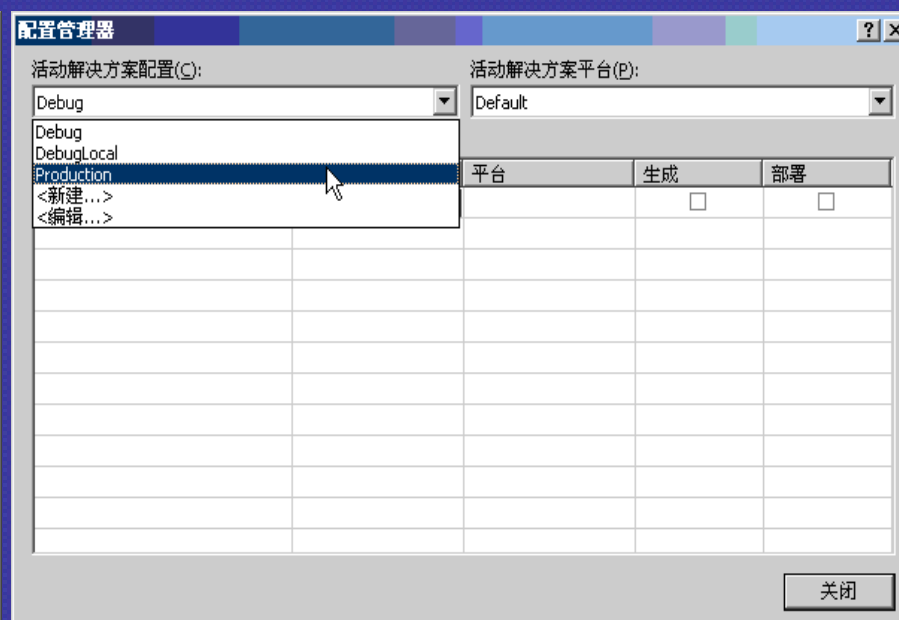 配置管理器
活动解决方案配置(C):
活动解决方案平台(P):
Debug
Default
Debug
DebugLocal
Production
<新建...>
<编辑...>
平台
生成
部署
关闭